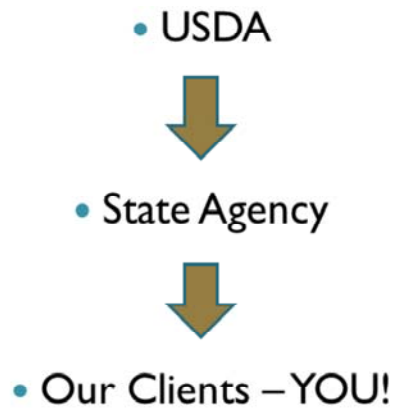 • USDA
• State Agency
• Our Clients – YOU!